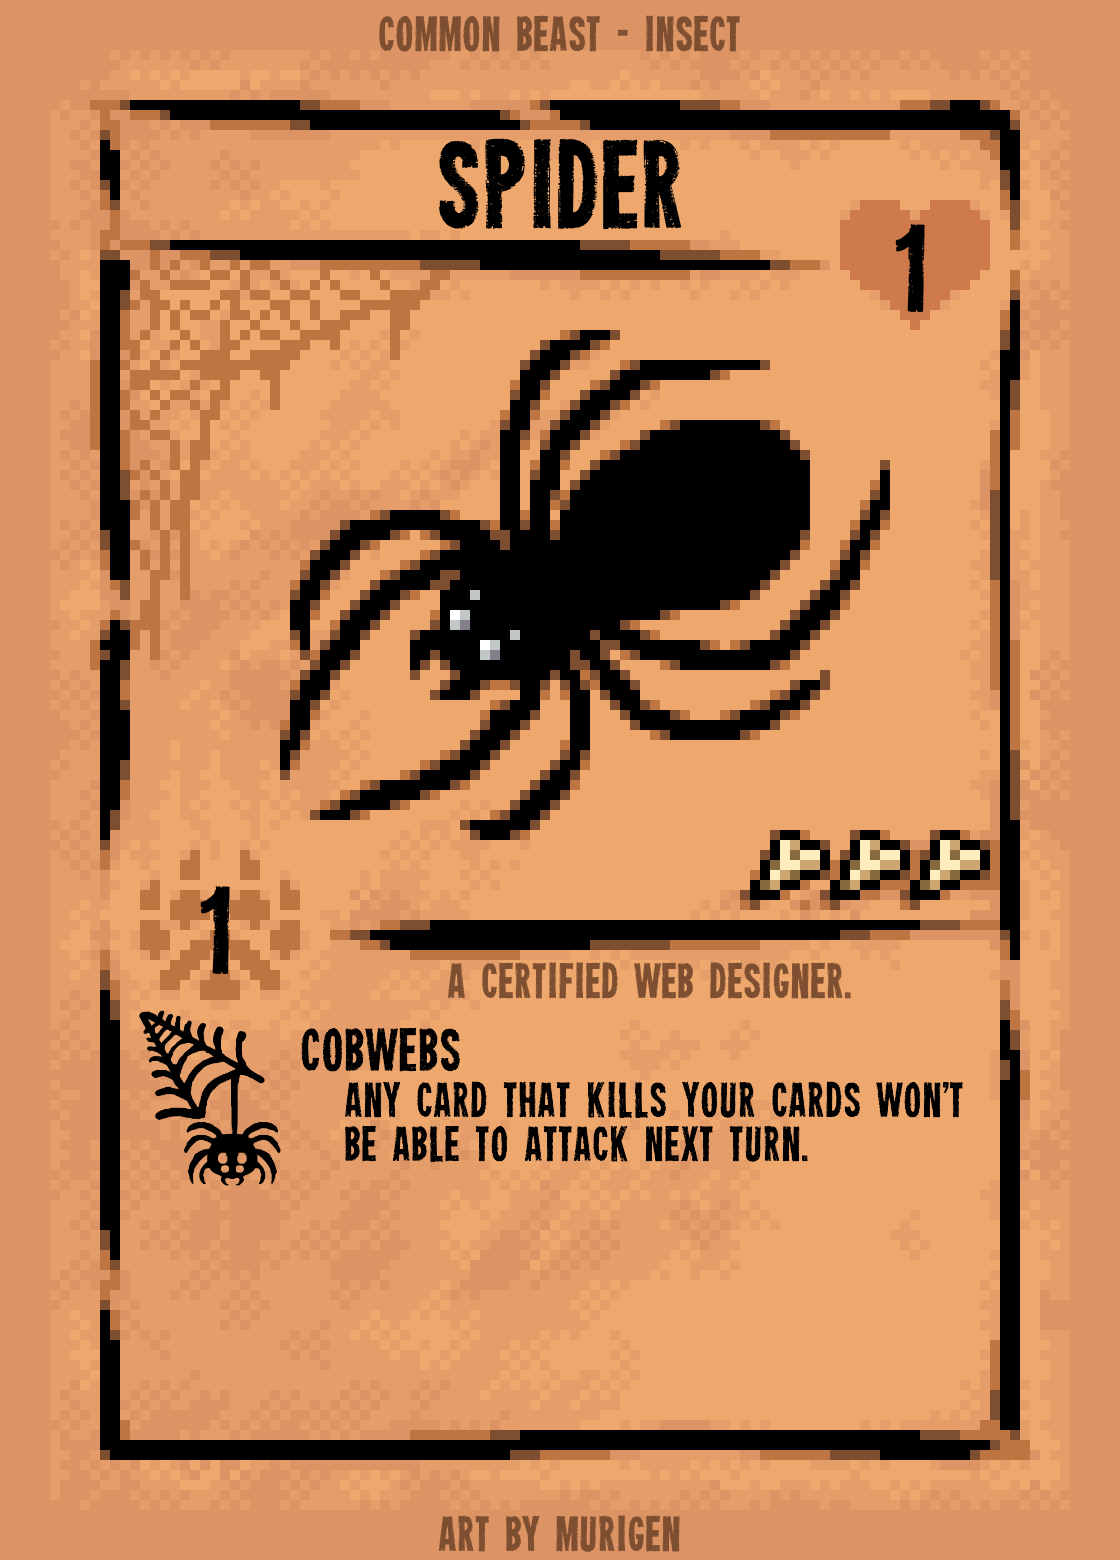 COMMON BEAST - INSECT
SPIDER
1
1
A CERTIFIED WEB DESIGNER.
COBWEBS
ANY CARD THAT KILLS YOUR CARDS WON'T
BE ABLE TO ATTACK NEXT TURN.
ART BY MURIGEN